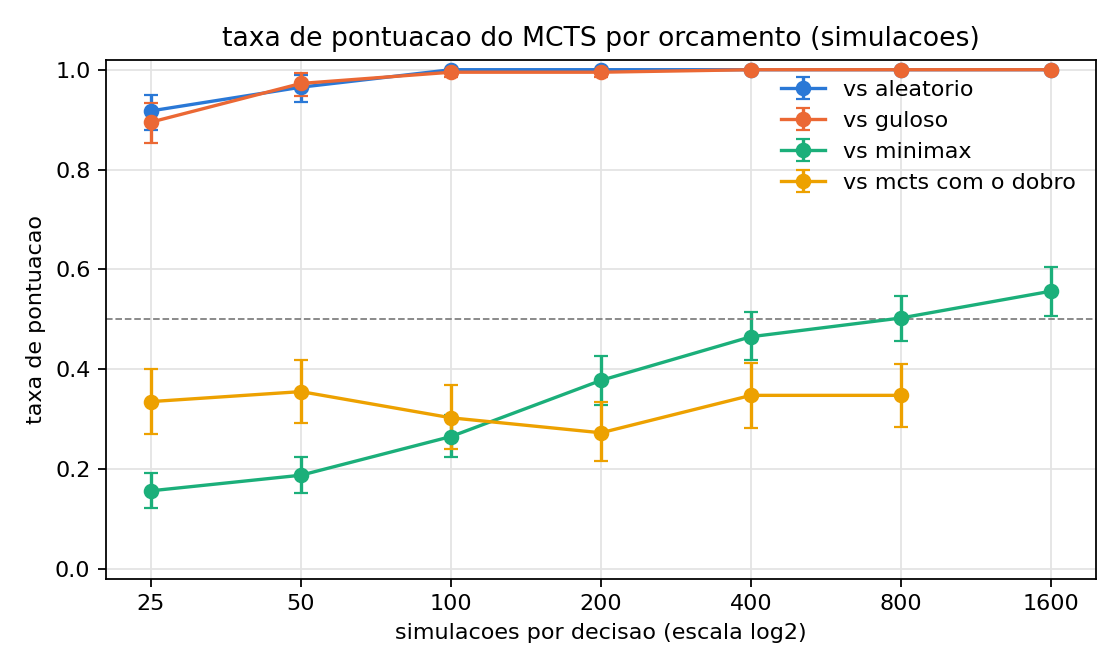 taxa de pontuacao do MCTS por orcamento (simulacoes)
taxa de pontuacao
1.0
0.8
0.6
0.4
0.2
0.0
vs aleatorio
vs guloso
vs minimax
vs mcts com o dobro
25 50 100 200 400 800 1600
simulacoes por decisao (escala log2)